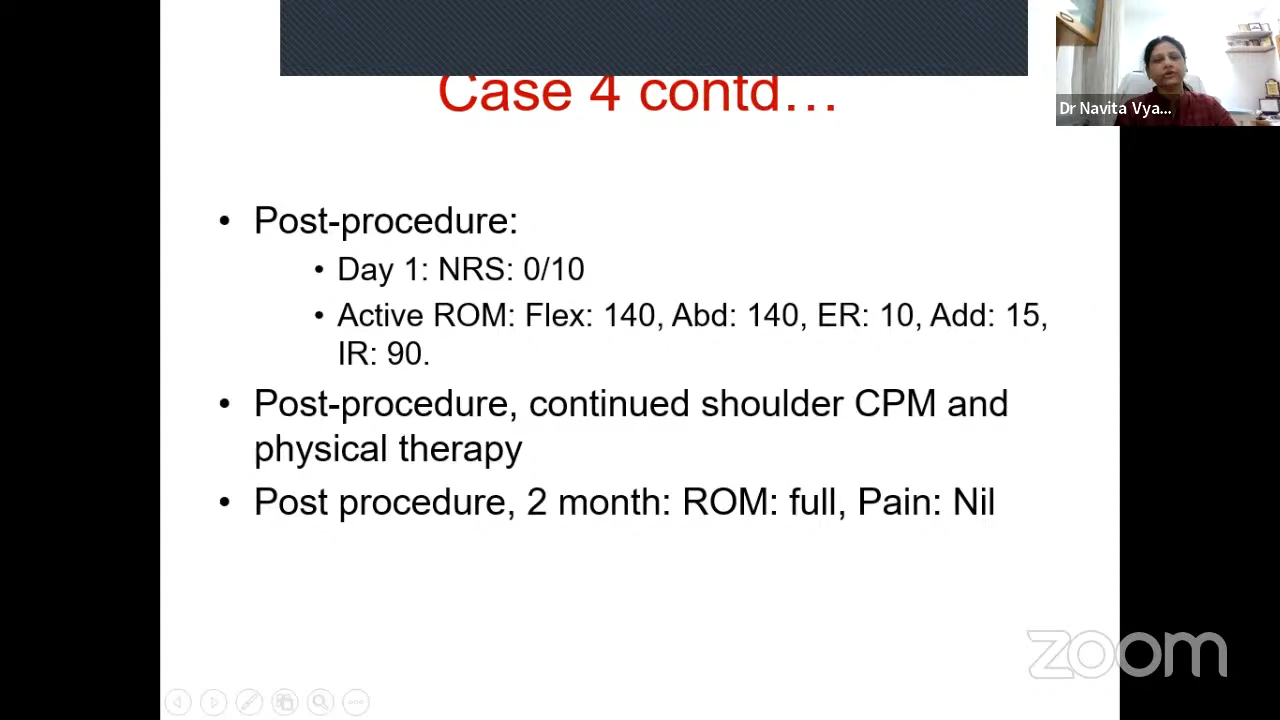 Case 4 contd…
Dr Navita Vya...
• Post-procedure:
• Day 1: NRS: 0/10
• Active ROM: Flex: 140, Abd: 140, ER: 10, Add: 15,
IR: 90.
• Post-procedure, continued shoulder CPM and
physical therapy
• Post procedure, 2 month: ROM: full, Pain: Nil
zoom